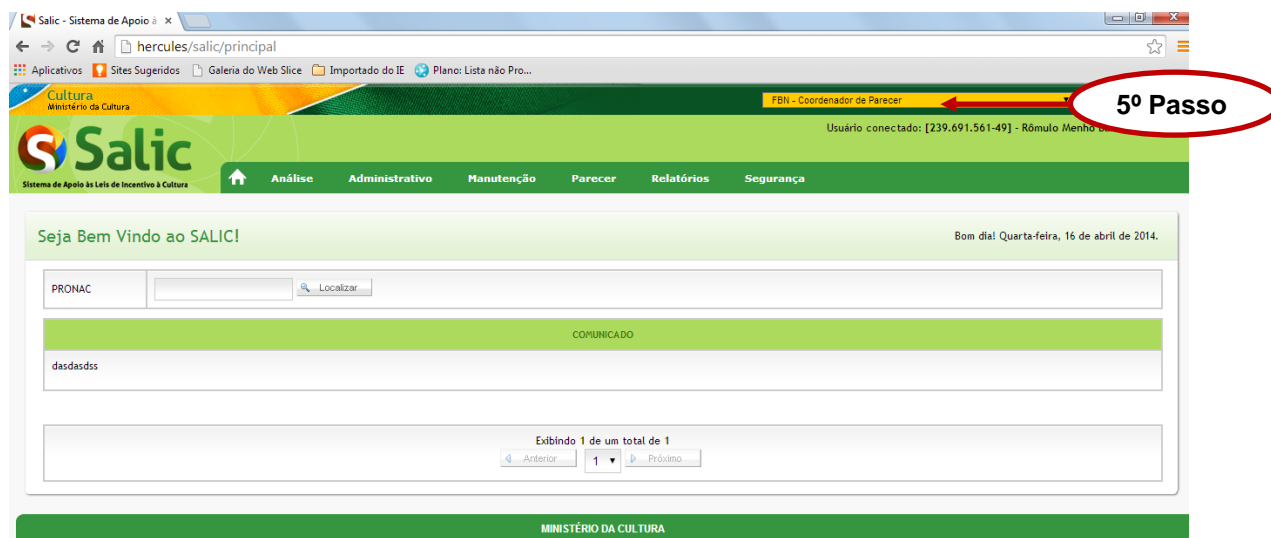 Salic - Sistema de Apoio à
hercules/salic/principal
Aplicativos Sites Sugeridos Galeria do Web Slice Importado do IE Plano: Lista não Pro...
Cultura
Ministério da Cultura
FBN - Coordenador de Parecer
5º Passo
Usuário conectado: [239.691.561-49] - Rômulo Menhô
Salic
Sistema de Apoio às Leis de Incentivo à Cultura
Análise Administrativo Manutenção Parecer Relatórios Segurança
Seja Bem Vindo ao SALIC!
Bom dia! Quarta-feira, 16 de abril de 2014.
PRONAC
Localizar
COMUNICADO
dasdasdss
Exibindo 1 de um total de 1
Anterior 1 Próximo
MINISTÉRIO DA CULTURA